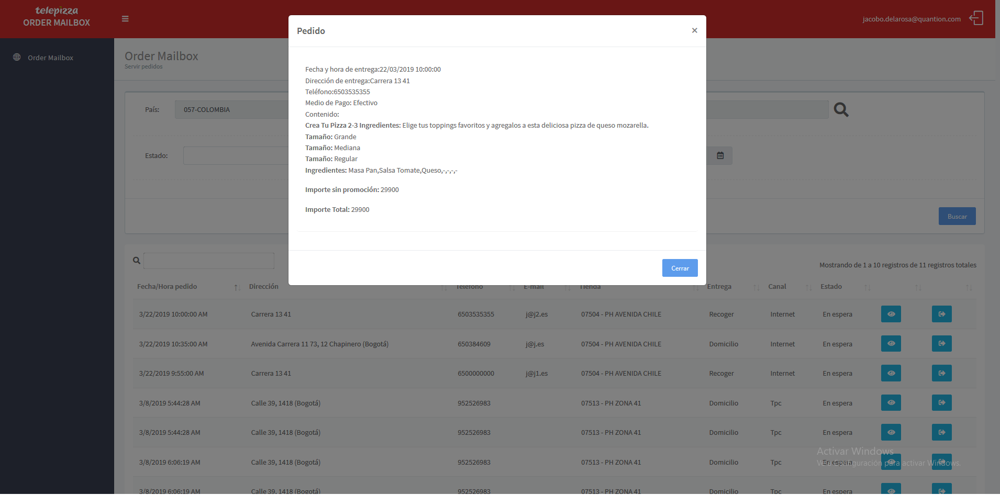 telepizza
ORDER MAILBOX
jacobo.delarosa@quantion.com
Order Mailbox
Order Mailbox
Servir pedidos
Pedido
×
Fecha y hora de entrega:22/03/2019 10:00:00
Dirección de entrega:Carrera 13 41
Teléfono:6503535355
Medio de Pago: Efectivo
Contenido:
Crea Tu Pizza 2-3 Ingredientes: Elige tus toppings favoritos y agregalos a esta deliciosa pizza de queso mozarella.
Tamaño: Grande
Tamaño: Mediana
Tamaño: Regular
Ingredientes: Masa Pan,Salsa Tomate,Queso,-,-,-,-
Importe sin promoción: 29900
Importe Total: 29900
Cerrar
País: 057-COLOMBIA
Estado:
Buscar
Mostrando de 1 a 10 registros de 11 registros totales
Fecha/Hora pedido Dirección Teléfono E-mail Tienda Entrega Canal Estado
3/22/2019 10:00:00 AM Carrera 13 41 6503535355 j@j2.es 07504 - PH AVENIDA CHILE Recoger Internet En espera
3/22/2019 10:35:00 AM Avenida Carrera 11 73, 12 Chapinero (Bogotá) 650384609 j@j.es 07504 - PH AVENIDA CHILE Domicilio Internet En espera
3/22/2019 9:55:00 AM Carrera 13 41 6500000000 j@j1.es 07504 - PH AVENIDA CHILE Recoger Internet En espera
3/8/2019 5:44:28 AM Calle 39, 1418 (Bogotá) 952526983 07513 - PH ZONA 41 Domicilio Tpc En espera
3/8/2019 5:44:28 AM Calle 39, 1418 (Bogotá) 952526983 07513 - PH ZONA 41 Domicilio Tpc En espera
Activar Windows
3/8/2019 6:06:19 AM Calle 39, 1418 (Bogotá) 952526983 07513 - PH ZONA 41 Domicilio Tpc En espera
Ve a Configuración para activar Windows.
3/8/2019 6:06:19 AM Calle 39, 1418 (Bogotá) 952526983 07513 - PH ZONA 41 Domicilio Tpc En espera